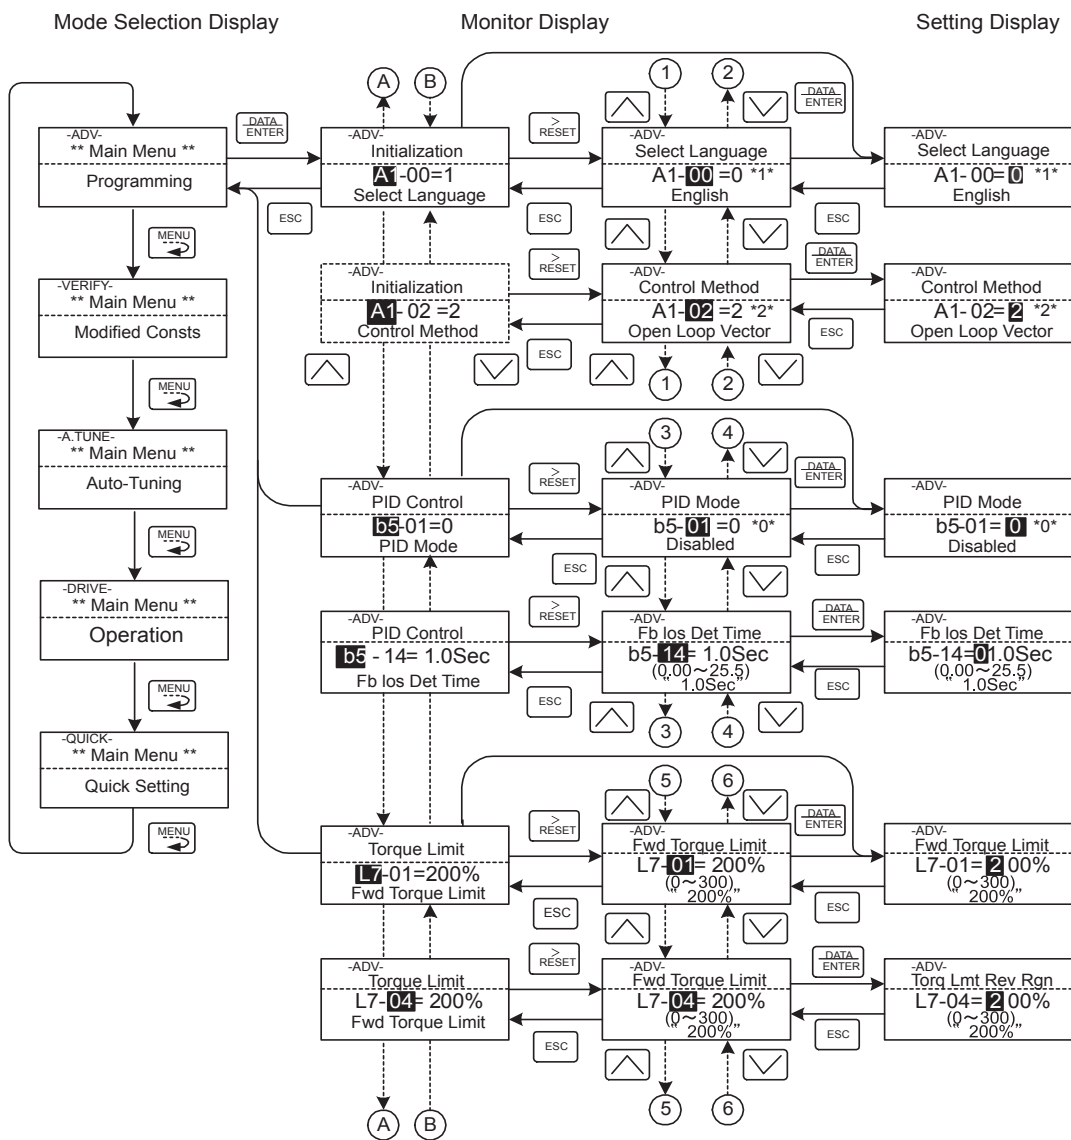 Mode Selection Display
Monitor Display
Setting Display
A
B
1
2
DATA
ENTER
-ADV-
** Main Menu **
Programming
DATA
ENTER
-ADV-
Initialization
A1-00=1
Select Language
>
RESET
-ADV-
Select Language
A1-00 =0 *1*
English
-ADV-
Select Language
A1- 00= 0 *1*
English
ESC
ESC
ESC
MENU
-VERIFY-
** Main Menu **
Modified Consts
-ADV-
Initialization
A1- 02 =2
Control Method
>
RESET
-ADV-
Control Method
A1-02 =2 *2*
Open Loop Vector
DATA
ENTER
-ADV-
Control Method
A1- 02= 2 *2*
Open Loop Vector
ESC
ESC
1
2
MENU
-A.TUNE-
** Main Menu **
Auto-Tuning
3
4
DATA
ENTER
-ADV-
PID Control
b5-01=0
PID Mode
>
RESET
-ADV-
PID Mode
b5-01 =0 *0*
Disabled
-ADV-
PID Mode
b5-01= 0 *0*
Disabled
ESC
ESC
MENU
-DRIVE-
** Main Menu **
Operation
-ADV-
PID Control
b5 - 14= 1.0Sec
Fb los Det Time
>
RESET
-ADV-
Fb los Det Time
b5-14= 1.0Sec
(0.00~25.5)
"1.0Sec"
DATA
ENTER
-ADV-
Fb los Det Time
b5-14=01.0Sec
(0.00~25.5)
"1.0Sec"
ESC
ESC
3
4
MENU
-QUICK-
** Main Menu **
Quick Setting
MENU
5
6
DATA
ENTER
-ADV-
Torque Limit
L7-01=200%
Fwd Torque Limit
>
RESET
-ADV-
Fwd Torque Limit
L7-01= 200%
(0~300)
"200%"
-ADV-
Fwd Torque Limit
L7-01= 200%
(0~300)
"200%"
ESC
ESC
-ADV-
Torque Limit
L7-04= 200%
Fwd Torque Limit
>
RESET
-ADV-
Fwd Torque Limit
L7-04= 200%
(0~300)
"200%"
DATA
ENTER
-ADV-
Torq Lmt Rev Rgn
L7-04= 200%
(0~300)
"200%"
ESC
ESC
A
B
5
6